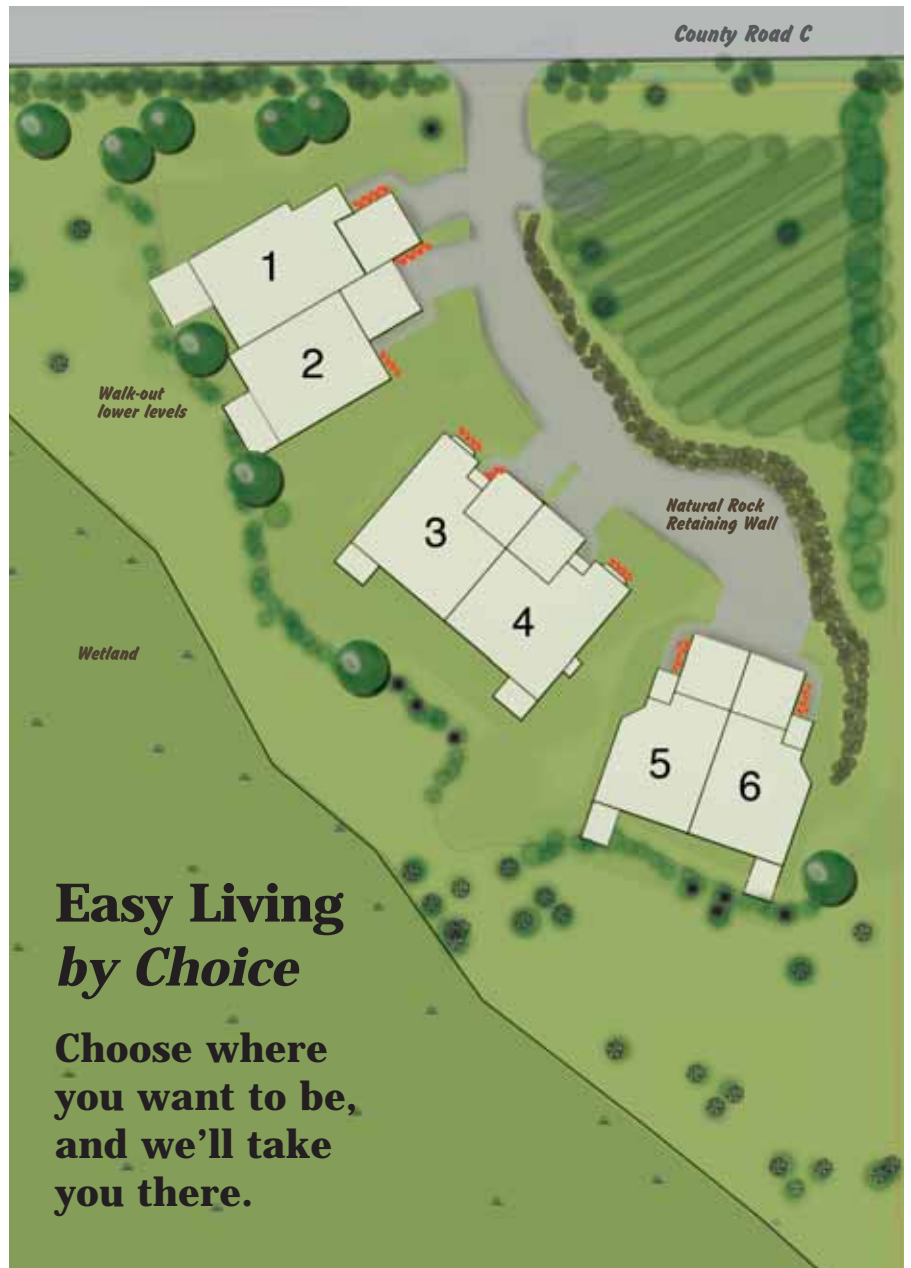 County Road C
1
2
Walk-out
lower levels
3
Natural Rock
Retaining Wall
4
Wetland
5
6
Easy Living
by Choice
Choose where
you want to be,
and we’ll take
you there.